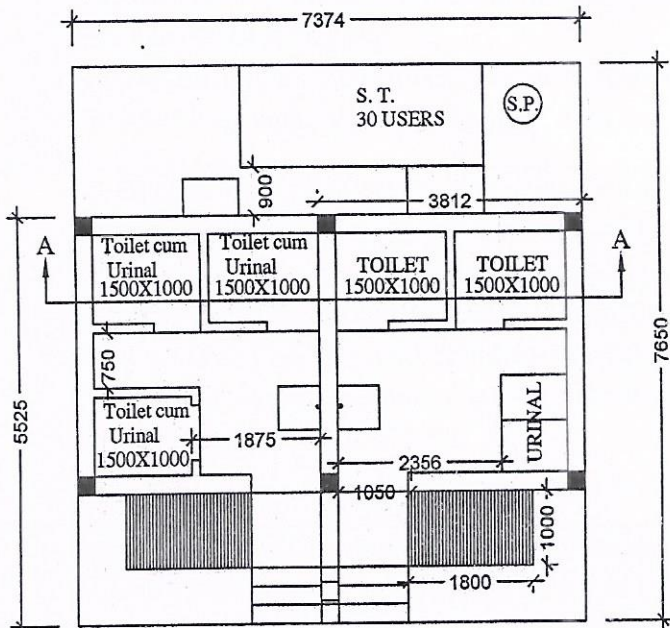 7374
S. T.
30 USERS
S.P.
900
3812
A
A
Toilet cum
Urinal
1500X1000
Toilet cum
Urinal
1500X1000
TOILET
1500X1000
TOILET
1500X1000
750
5525
7650
Toilet cum
Urinal
1500X1000
1875
URINAL
2356
1050
1000
1800